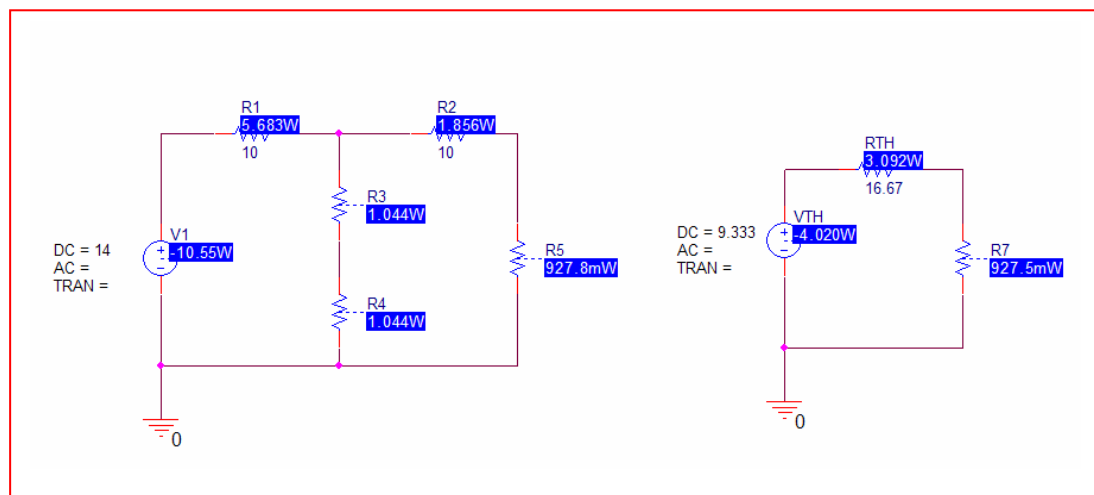 R1
5.683W
10
R2
1.856W
10
R3
1.044W
V1
-10.55W
DC = 14
AC =
TRAN =
R5
927.8mW
R4
1.044W
0
RTH
3.092W
16.67
VTH
-4.020W
DC = 9.333
AC =
TRAN =
R7
927.5mW
0